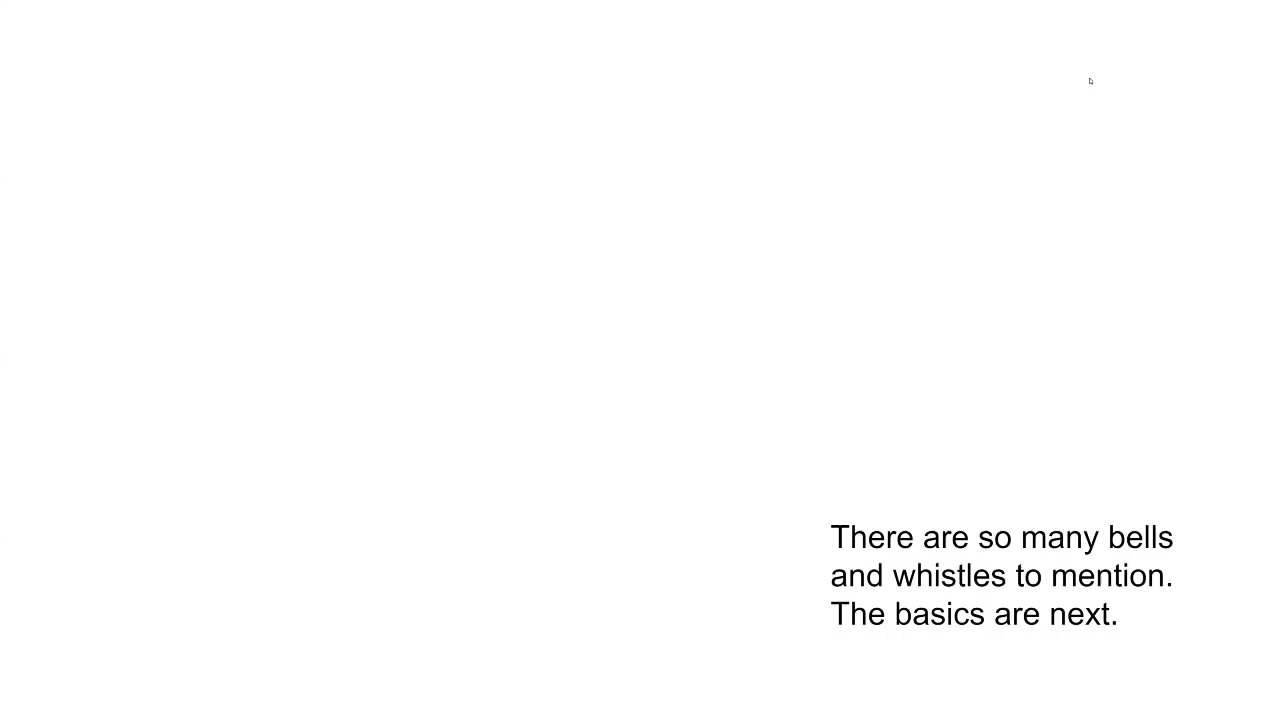 There are so many bells
and whistles to mention.
The basics are next.